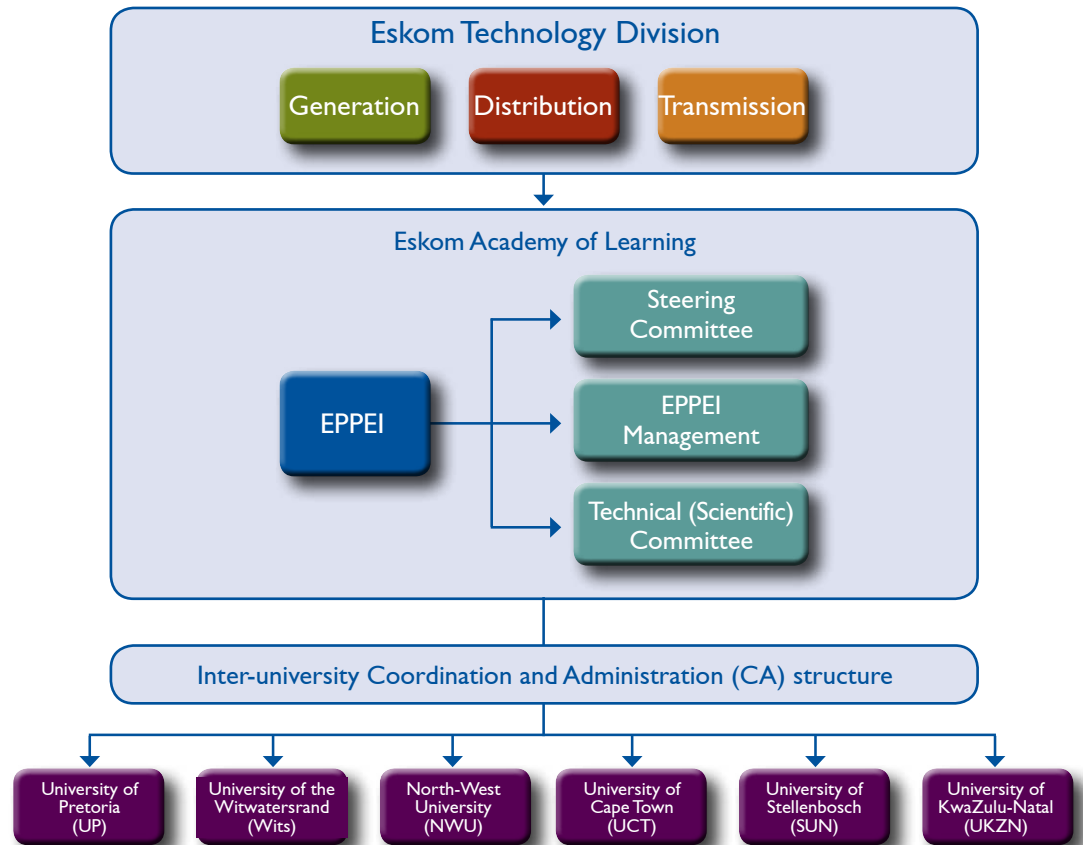 Eskom Technology Division
Generation
Distribution
Transmission
Eskom Academy of Learning
Steering
Committee
EPPEI
EPPEI
Management
Technical (Scientific)
Committee
Inter-university Coordination and Administration (CA) structure
University of
Pretoria
(UP)
University of the
Witwatersrand
(Wits)
North-West
University
(NWU)
University of
Cape Town
(UCT)
University of
Stellenbosch
(SUN)
University of
KwaZulu-Natal
(UKZN)